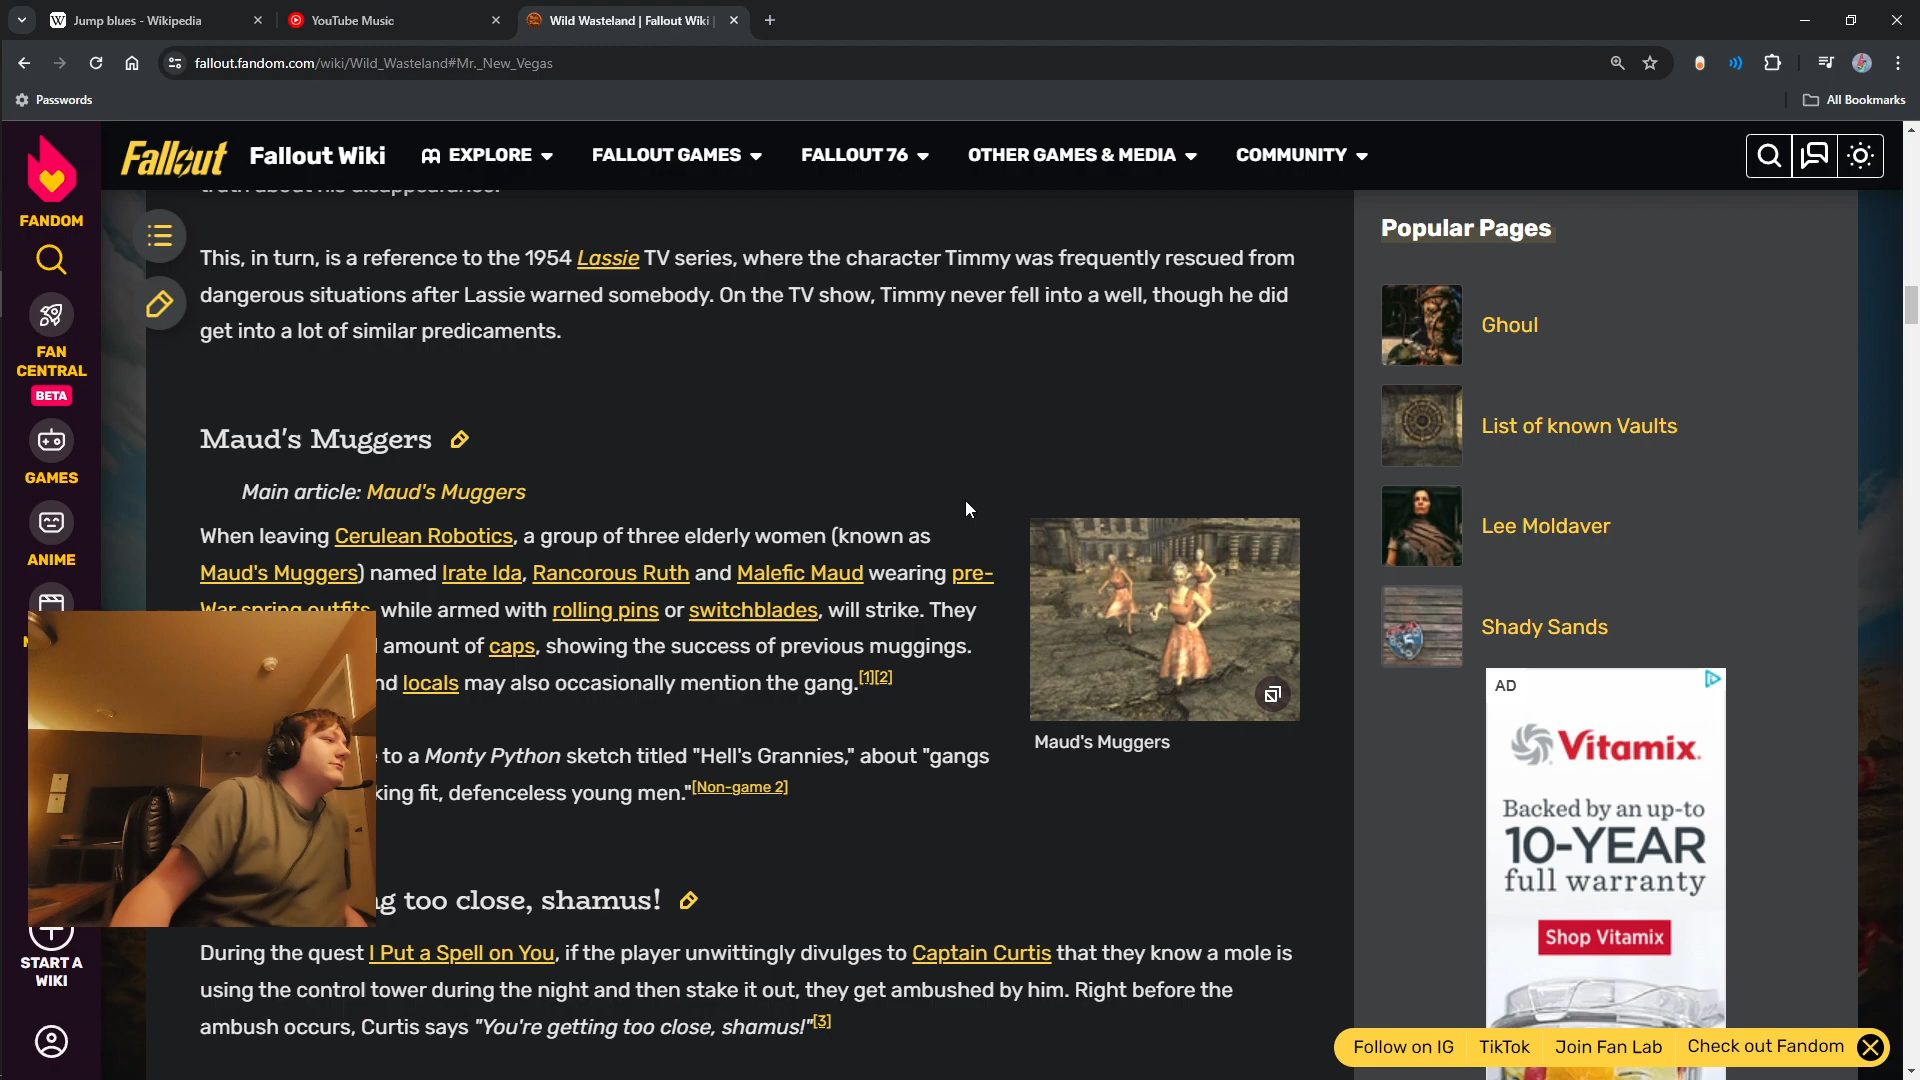 Jump blues - Wikipedia
YouTube Music
Wild Wasteland | Fallout Wiki |
fallout.fandom.com/wiki/Wild_Wasteland#Mr._New_Vegas
Passwords
All Bookmarks
FANDOM
FAN CENTRAL
BETA
GAMES
ANIME
START A WIKI
Fallout
Fallout Wiki
EXPLORE
FALLOUT GAMES
FALLOUT 76
OTHER GAMES & MEDIA
COMMUNITY
truth about his disappearance.
This, in turn, is a reference to the 1954 Lassie TV series, where the character Timmy was frequently rescued from
dangerous situations after Lassie warned somebody. On the TV show, Timmy never fell into a well, though he did
get into a lot of similar predicaments.
Maud's Muggers
Main article: Maud's Muggers
When leaving Cerulean Robotics, a group of three elderly women (known as
Maud's Muggers) named Irate Ida, Rancorous Ruth and Malefic Maud wearing pre-
War spring outfits, while armed with rolling pins or switchblades, will strike. They
amount of caps, showing the success of previous muggings.
nd locals may also occasionally mention the gang.[1][2]
to a Monty Python sketch titled "Hell's Grannies," about "gangs
king fit, defenceless young men."[Non-game 2]
Maud's Muggers
g too close, shamus!
During the quest I Put a Spell on You, if the player unwittingly divulges to Captain Curtis that they know a mole is
using the control tower during the night and then stake it out, they get ambushed by him. Right before the
ambush occurs, Curtis says "You're getting too close, shamus!"[3]
Popular Pages
Ghoul
List of known Vaults
Lee Moldaver
Shady Sands
AD
Vitamix.
Backed by an up-to
10-YEAR
full warranty
Shop Vitamix
Follow on IG
TikTok
Join Fan Lab
Check out Fandom